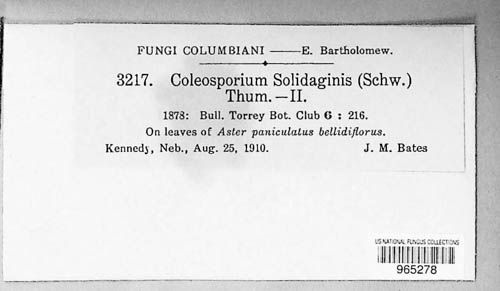 FUNGI COLUMBIANI —— E. Bartholomew.
3217. Coleosporium Solidaginis (Schw.)
Thum. — II.
1878: Bull. Torrey Bot. Club 6 : 216.
On leaves of Aster paniculatus bellidiflorus.
Kennedy, Neb., Aug. 25, 1910. J. M. Bates
US NATIONAL FUNGUS COLLECTIONS
965278